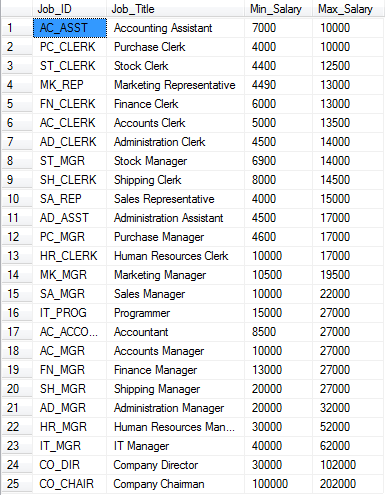 Job_ID Job_Title Min_Salary Max_Salary
1 AC_ASST Accounting Assistant 7000 10000
2 PC_CLERK Purchase Clerk 4000 10000
3 ST_CLERK Stock Clerk 4400 12500
4 MK_REP Marketing Representative 4490 13000
5 FN_CLERK Finance Clerk 6000 13000
6 AC_CLERK Accounts Clerk 5000 13500
7 AD_CLERK Administration Clerk 4500 14000
8 ST_MGR Stock Manager 6900 14000
9 SH_CLERK Shipping Clerk 8000 14500
10 SA_REP Sales Representative 4000 15000
11 AD_ASST Administration Assistant 4500 17000
12 PC_MGR Purchase Manager 4600 17000
13 HR_CLERK Human Resources Clerk 10000 17000
14 MK_MGR Marketing Manager 10500 19500
15 SA_MGR Sales Manager 10000 22000
16 IT_PROG Programmer 15000 27000
17 AC_ACCO... Accountant 8500 27000
18 AC_MGR Accounts Manager 10000 27000
19 FN_MGR Finance Manager 13000 27000
20 SH_MGR Shipping Manager 20000 27000
21 AD_MGR Administration Manager 20000 32000
22 HR_MGR Human Resources Man... 30000 52000
23 IT_MGR IT Manager 40000 62000
24 CO_DIR Company Director 30000 102000
25 CO_CHAIR Company Chairman 100000 202000